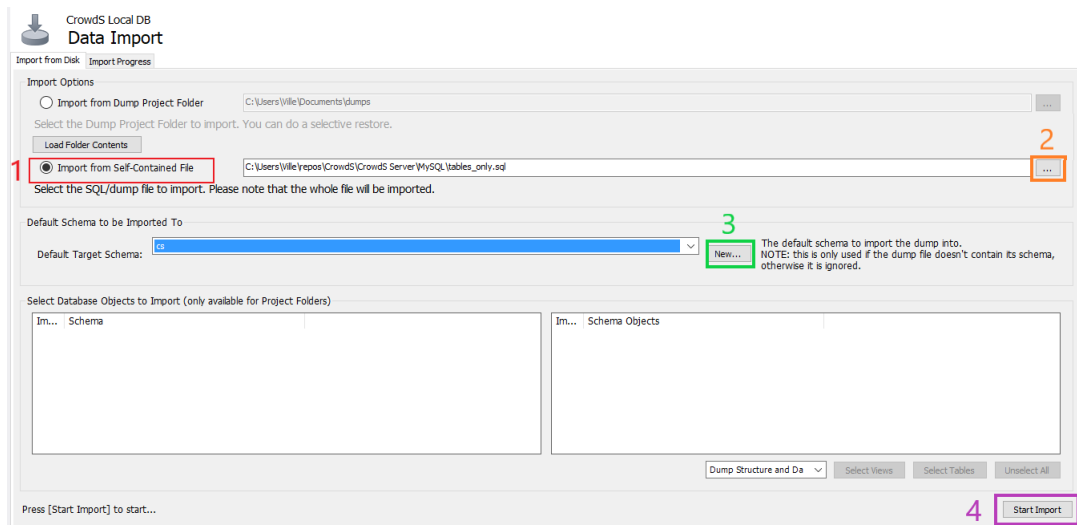 CrowdS Local DB
Data Import
Import from Disk Import Progress
Import Options
Import from Dump Project Folder C:\Users\Ville\Documents\dumps ...
Select the Dump Project Folder to import. You can do a selective restore.
Load Folder Contents
2
1 Import from Self-Contained File C:\Users\Ville\repos\CrowdS\CrowdS Server\MySQL\tables_only.sql ...
Select the SQL/dump file to import. Please note that the whole file will be imported.
Default Schema to be Imported To
3
Default Target Schema: cs New... The default schema to import the dump into.
NOTE: this is only used if the dump file doesn't contain its schema,
otherwise it is ignored.
Select Database Objects to Import (only available for Project Folders)
Im... Schema Im... Schema Objects
Dump Structure and Da Select Views Select Tables Unselect All
Press [Start Import] to start... 4 Start Import